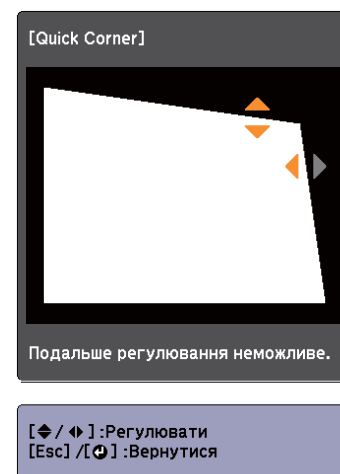 [Quick Corner]
Подальше регулювання неможливе.
[◆/◆]:Регулювати
[Esc] /[⏎] :Вернутися